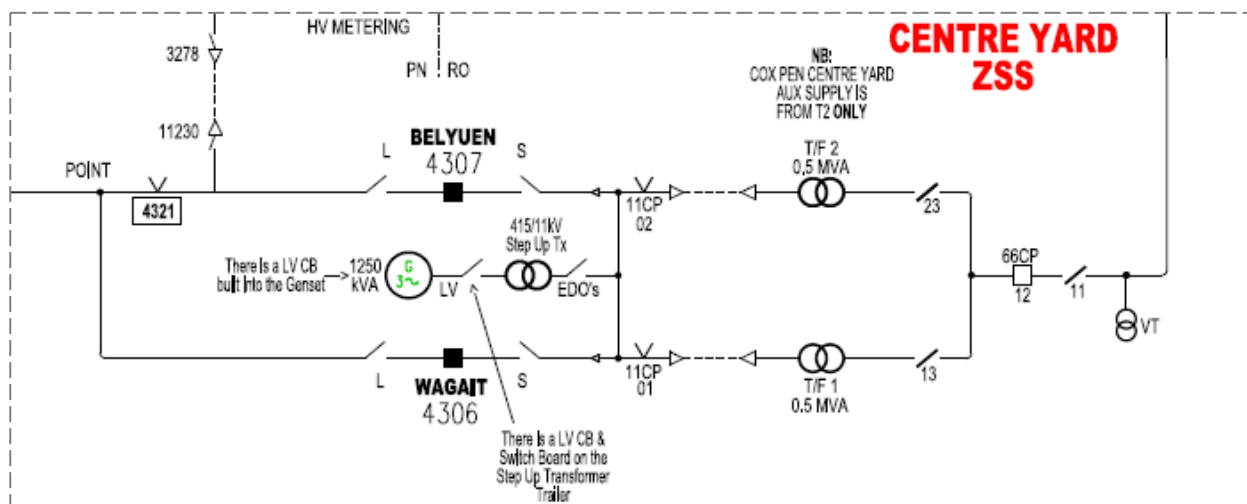 HV METERING
CENTRE YARD
ZSS
3278
PN RO
NB:
COX PEN CENTRE YARD
AUX SUPPLY IS
FROM T2 ONLY
11230
BELYUEN
4307
L
S
POINT
4321
T/F 2
0.5 MVA
11CP
02
23
415/11kV
Step Up Tx
There is a LV CB
built into the Genset
1250
kVA
G
3~
LV
EDO's
66CP
12
11
VT
L
S
WAGAIT
4306
11CP
01
13
T/F 1
0.5 MVA
There is a LV CB &
Switch Board on the
Step Up Transformer
Trailer